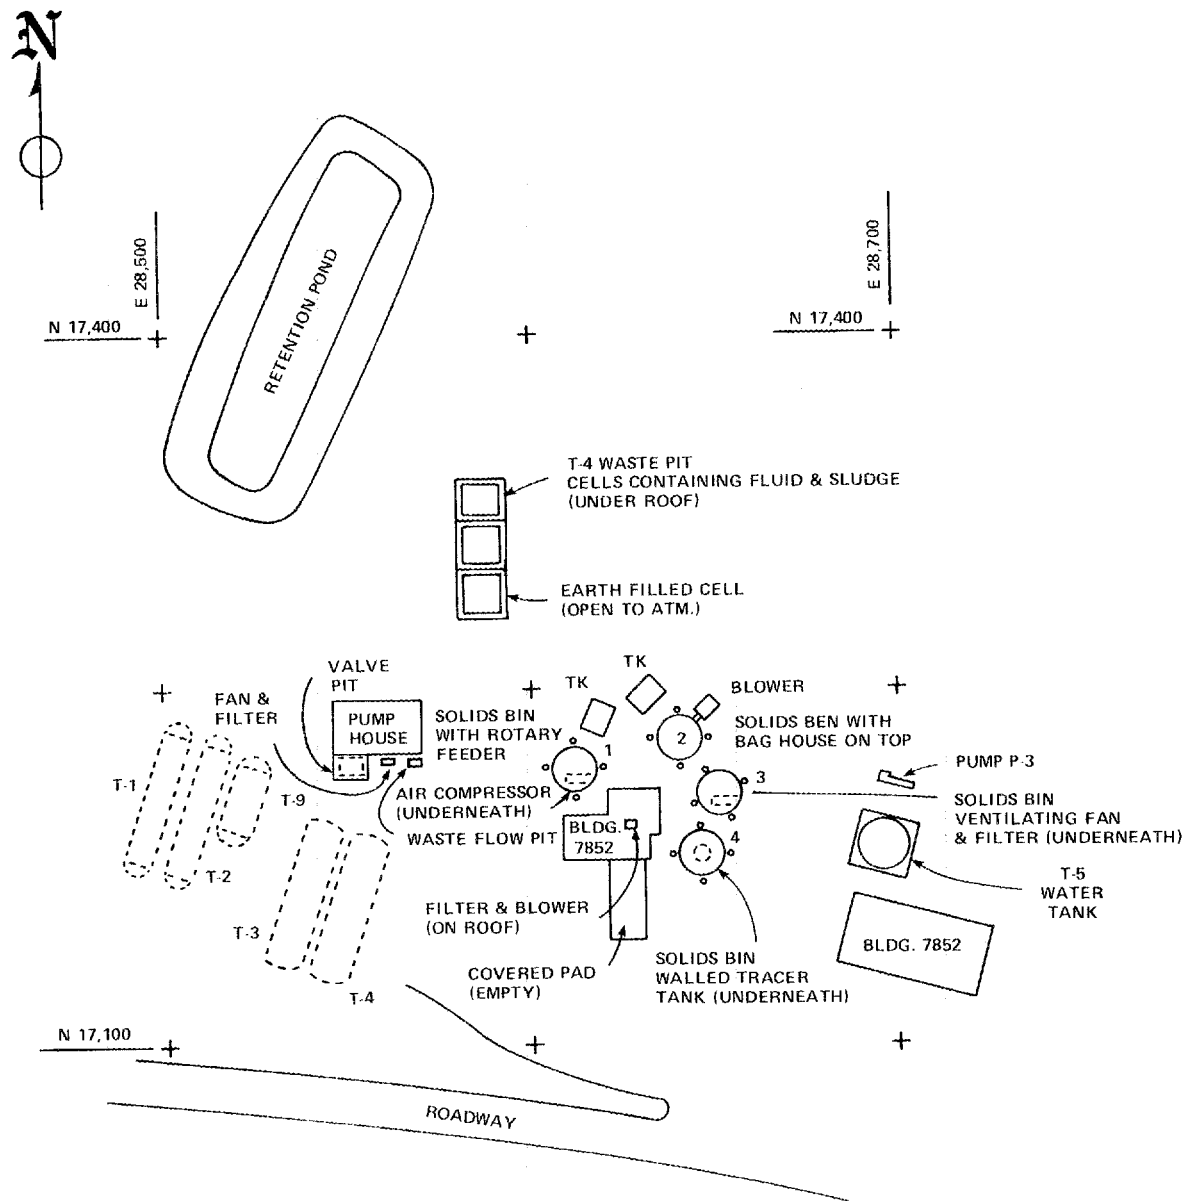 N
E 28,500
E 28,700
N 17,400
N 17,400
RETENTION POND
T-4 WASTE PIT
CELLS CONTAINING FLUID & SLUDGE
(UNDER ROOF)
EARTH FILLED CELL
(OPEN TO ATM.)
VALVE
PIT
FAN &
FILTER
PUMP
HOUSE
SOLIDS BIN
WITH ROTARY
FEEDER
TK
TK
BLOWER
SOLIDS BEN WITH
BAG HOUSE ON TOP
1
2
3
4
PUMP P-3
T-1
T-9
T-2
T-3
T-4
AIR COMPRESSOR
(UNDERNEATH)
WASTE FLOW PIT
BLDG.
7852
SOLIDS BIN
VENTILATING FAN
& FILTER (UNDERNEATH)
T-5
WATER
TANK
FILTER & BLOWER
(ON ROOF)
BLDG. 7852
COVERED PAD
(EMPTY)
SOLIDS BIN
WALLED TRACER
TANK (UNDERNEATH)
N 17,100
ROADWAY